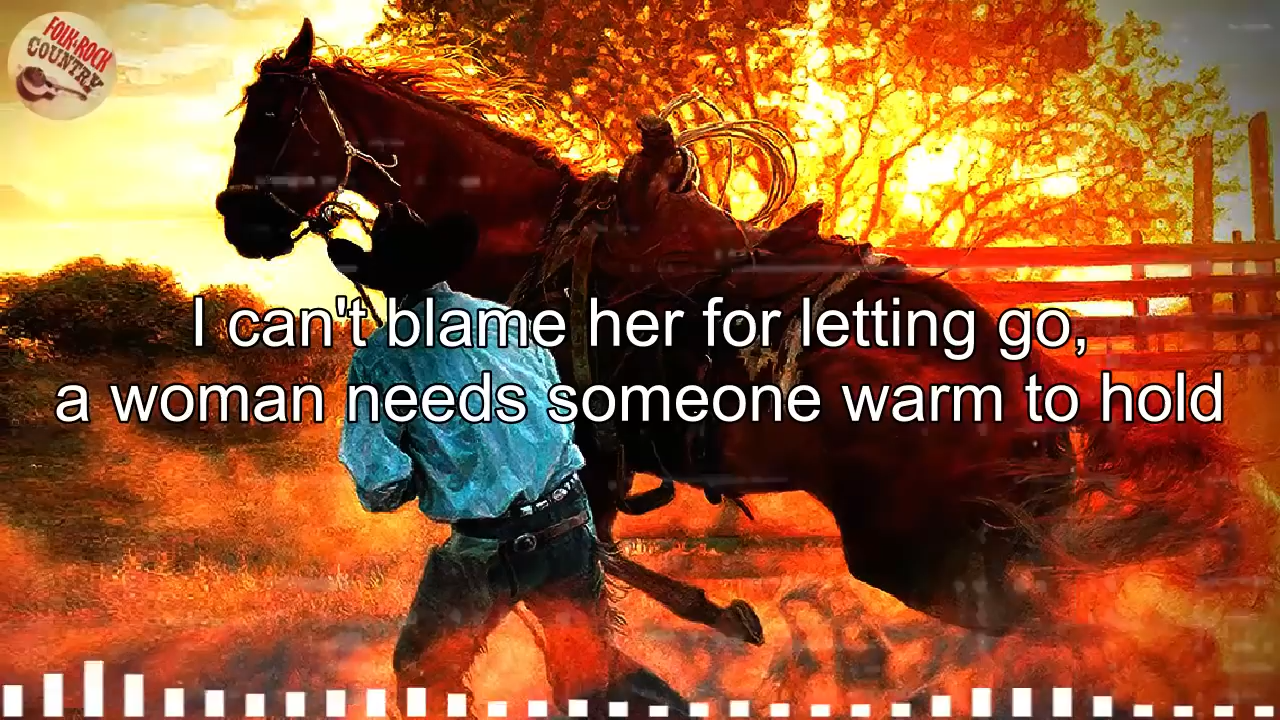 FOLK-ROCK
COUNTRY
I can't blame her for letting go,
a woman needs someone warm to hold